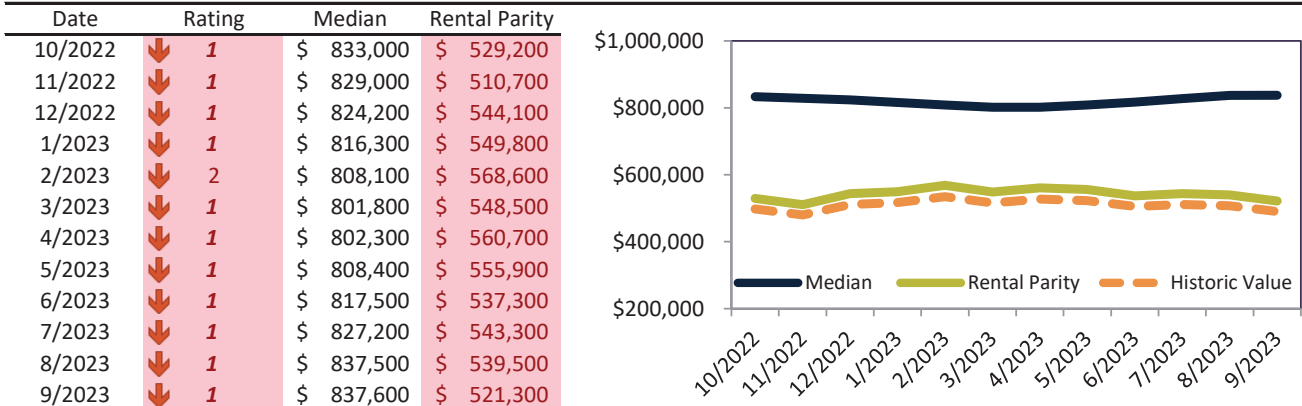 Date Rating Median Rental Parity
10/2022 1 $ 833,000 $ 529,200
11/2022 1 $ 829,000 $ 510,700
12/2022 1 $ 824,200 $ 544,100
1/2023 1 $ 816,300 $ 549,800
2/2023 2 $ 808,100 $ 568,600
3/2023 1 $ 801,800 $ 548,500
4/2023 1 $ 802,300 $ 560,700
5/2023 1 $ 808,400 $ 555,900
6/2023 1 $ 817,500 $ 537,300
7/2023 1 $ 827,200 $ 543,300
8/2023 1 $ 837,500 $ 539,500
9/2023 1 $ 837,600 $ 521,300
$1,000,000
$800,000
$600,000
$400,000
$200,000
Median Rental Parity Historic Value
10/2022 11/2022 12/2022 1/2023 2/2023 3/2023 4/2023 5/2023 6/2023 7/2023 8/2023 9/2023